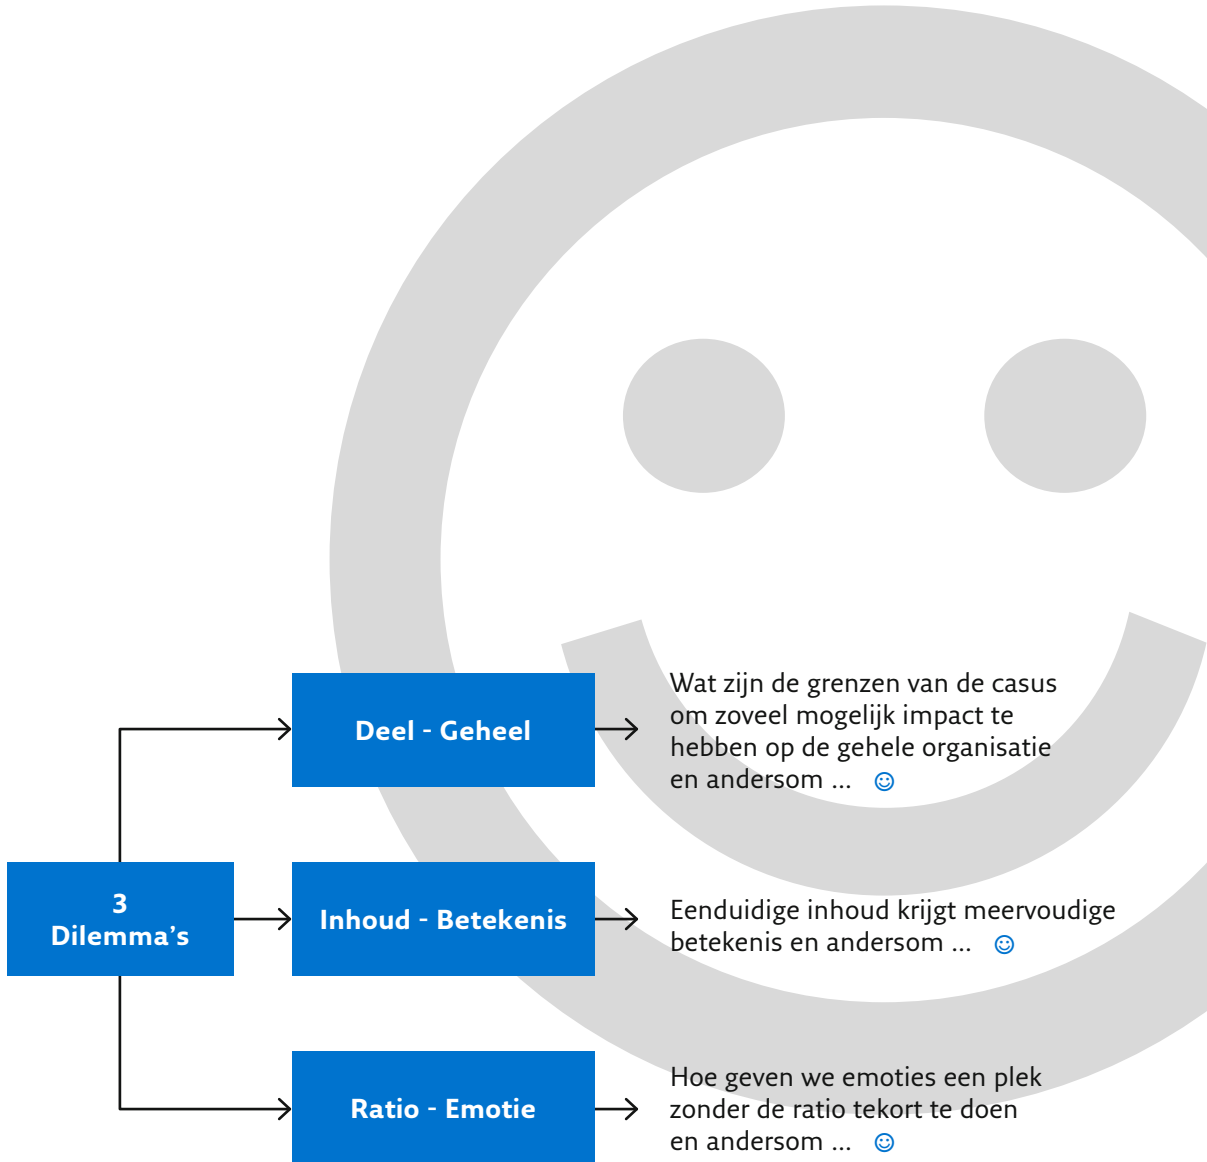 Deel - Geheel
Wat zijn de grenzen van de casus
om zoveel mogelijk impact te
hebben op de gehele organisatie
en andersom ... ☺
3
Dilemma’s
Inhoud - Betekenis
Eenduidige inhoud krijgt meervoudige
betekenis en andersom ... ☺
Ratio - Emotie
Hoe geven we emoties een plek
zonder de ratio tekort te doen
en andersom ... ☺